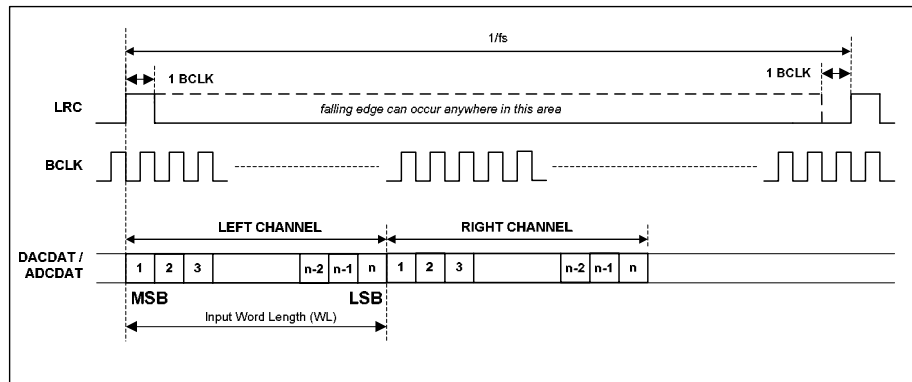 1/fs
1 BCLK
1 BCLK
LRC
falling edge can occur anywhere in this area
BCLK
LEFT CHANNEL
RIGHT CHANNEL
DACDAT /
ADCDAT
1 2 3 n-2 n-1 n 1 2 3 n-2 n-1 n
MSB LSB
Input Word Length (WL)